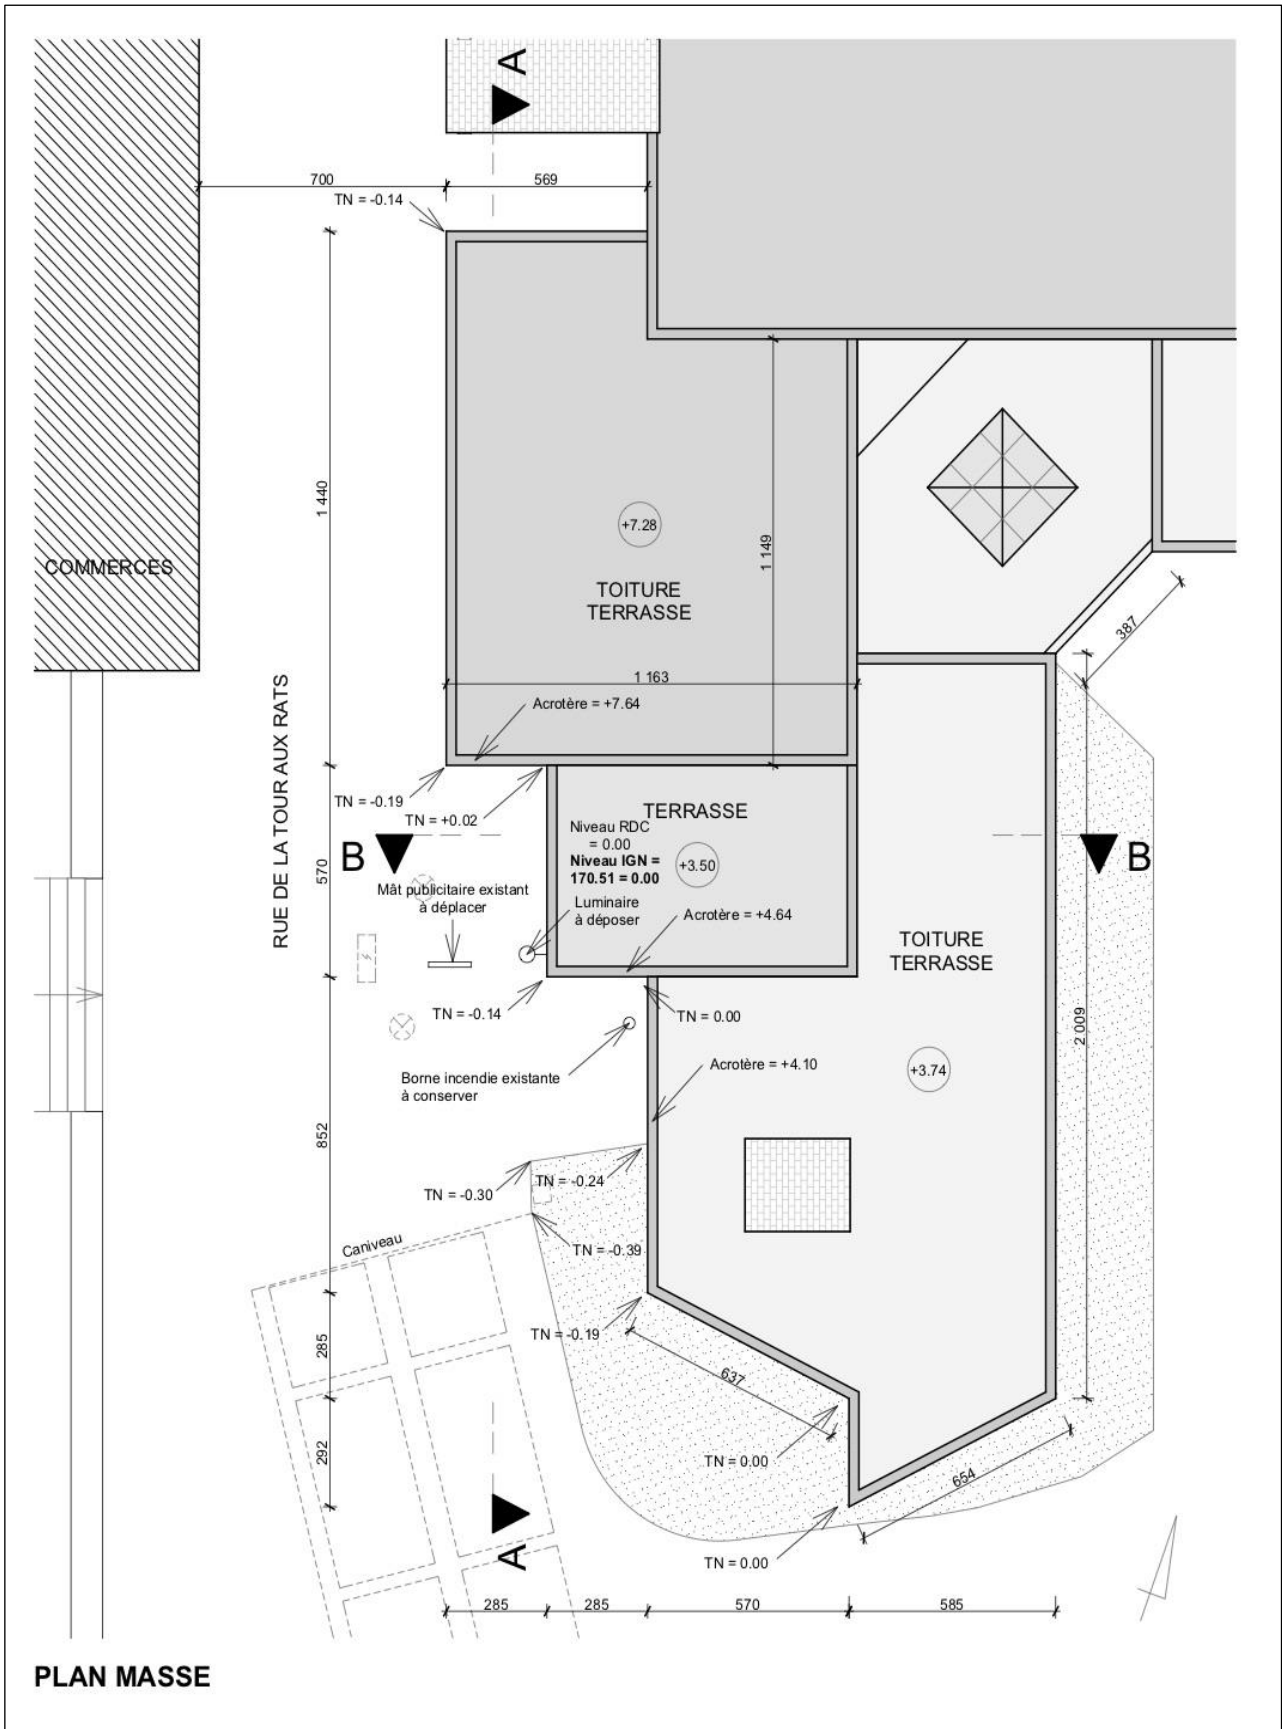 A
700
569
TN = -0.14
1 440
+7.28
1 149
TOITURE
TERRASSE
COMMERCES
387
1 163
Acrotère = +7.64
RUE DE LA TOUR AUX RATS
TN = -0.19
TN = +0.02
TERRASSE
Niveau RDC
= 0.00
Niveau IGN =
170.51 = 0.00
+3.50
B
B
570
Mât publicitaire existant
à déplacer
Luminaire
à déposer
Acrotère = +4.64
TOITURE
TERRASSE
TN = -0.14
TN = 0.00
2 009
Acrotère = +4.10
+3.74
Borne incendie existante
à conserver
852
TN = -0.30
TN = -0.24
Caniveau
TN = -0.39
TN = -0.19
285
637
292
TN = 0.00
654
A
TN = 0.00
285
285
570
585
PLAN MASSE